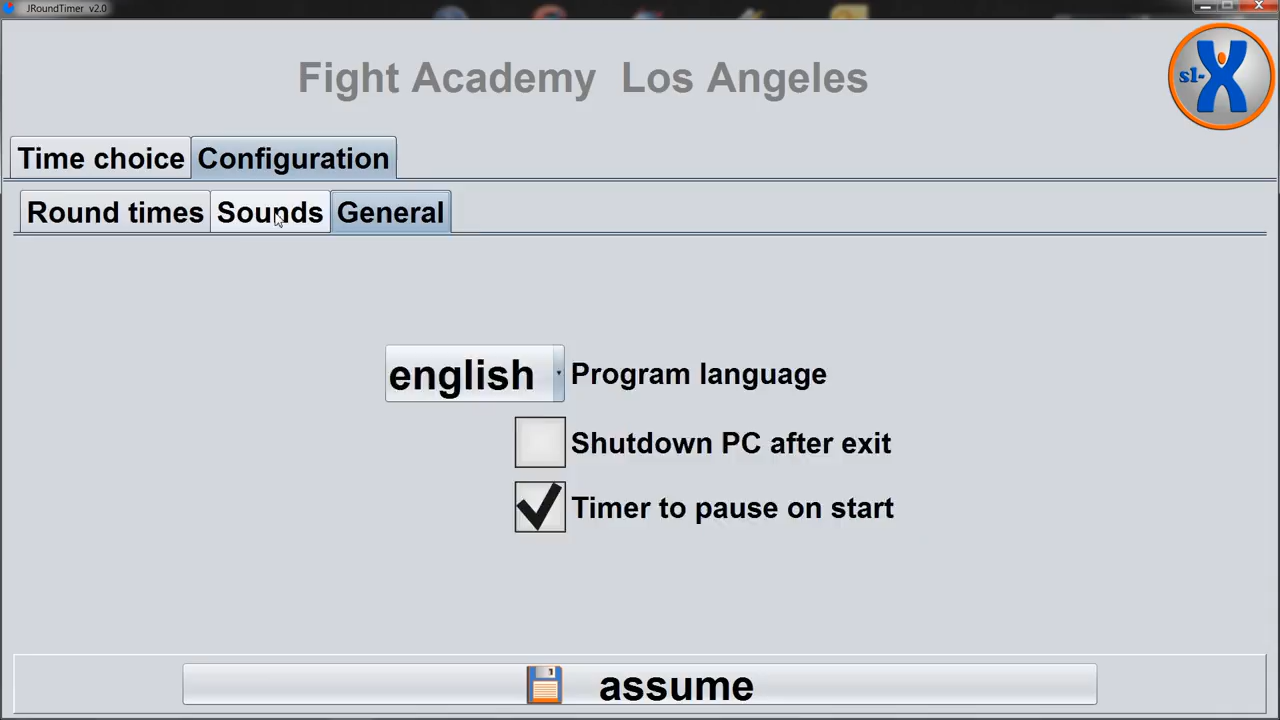 JRoundTimer v2.0
Fight Academy Los Angeles
sl-X
Time choice Configuration
Round times Sounds General
english Program language
Shutdown PC after exit
Timer to pause on start
assume